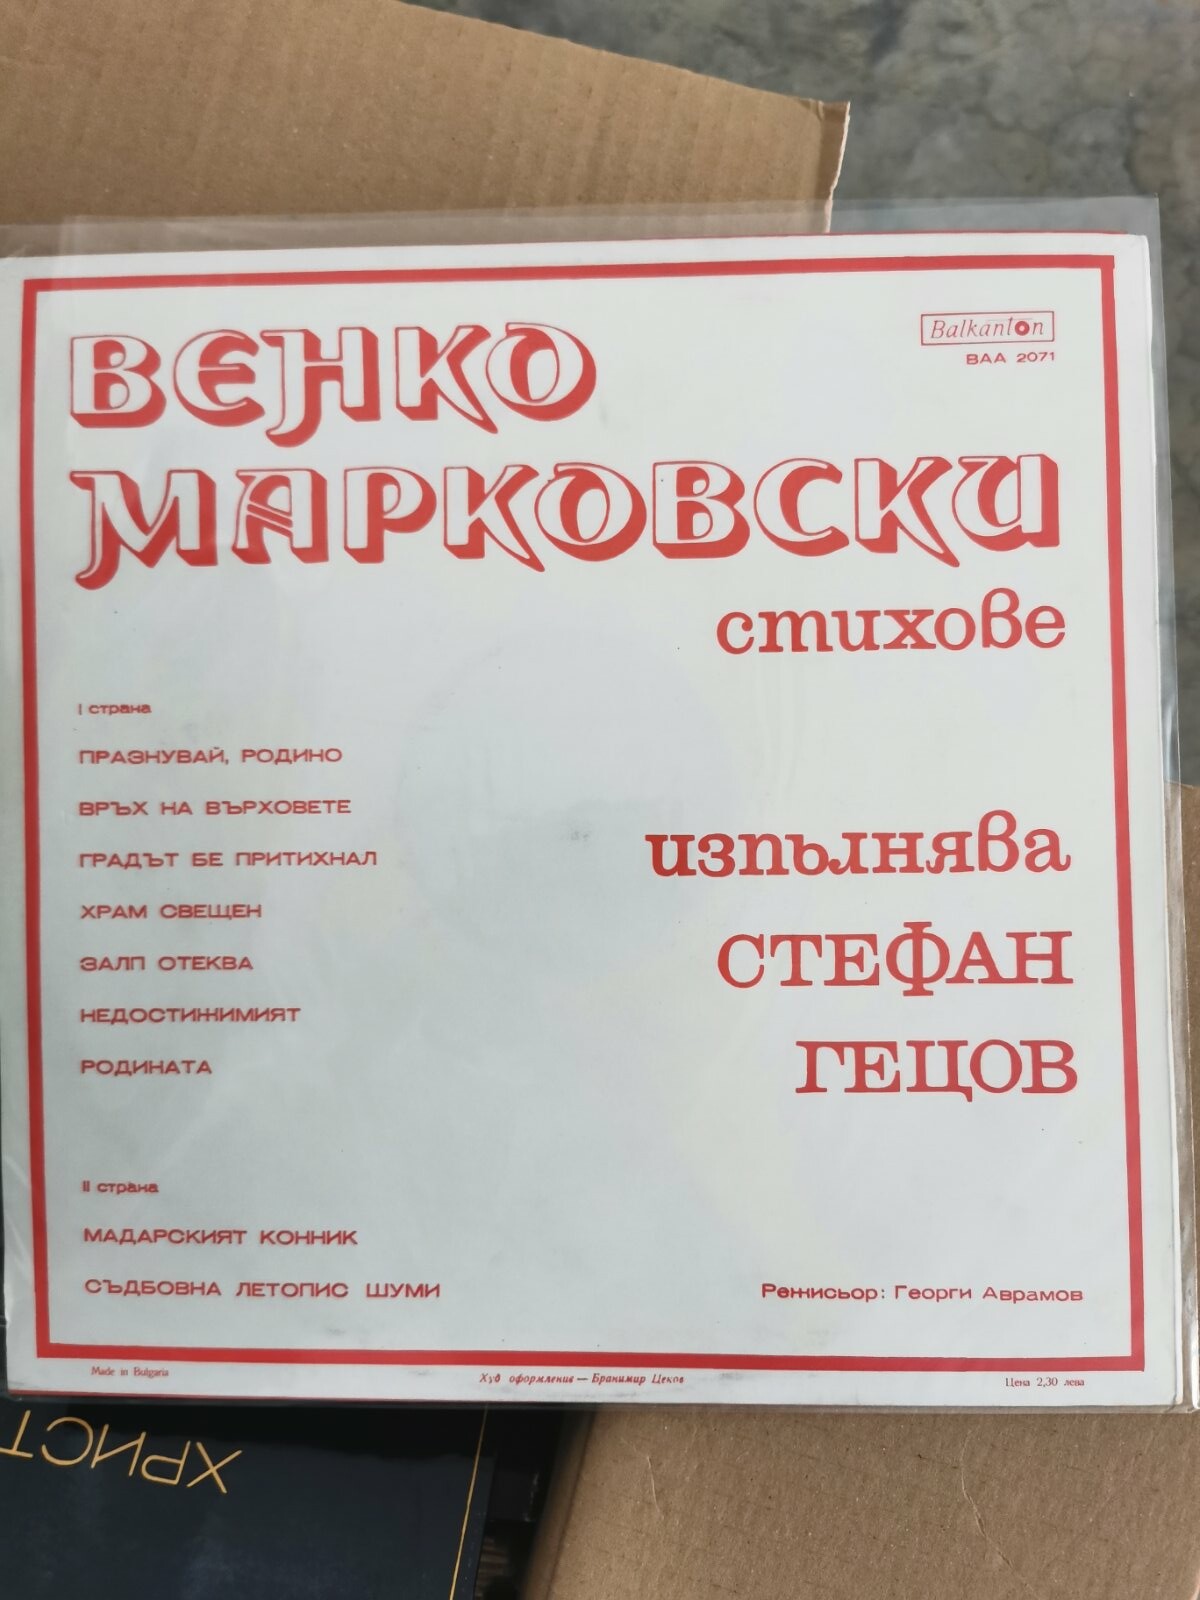 Balkanton
ВАА 2071
ВЕНКО
МАРКОВСКИ
стихове
I страна
ПРАЗНУВАЙ, РОДИНО
ВРЪХ НА ВЪРХОВЕТЕ
ГРАДЪТ БЕ ПРИТИХНАЛ
ХРАМ СВЕЩЕН
ЗАЛП ОТЕКВА
НЕДОСТИЖИМИЯТ
РОДИНАТА
изпълнява
СТЕФАН
ГЕЦОВ
II страна
МАДАРСКИЯТ КОННИК
СЪДБОВНА ЛЕТОПИС ШУМИ
Режисьор: Георги Аврамов
Made in Bulgaria
Худ оформление — Бранимир Цеков
Цена 2,30 лева
ХРИСТ